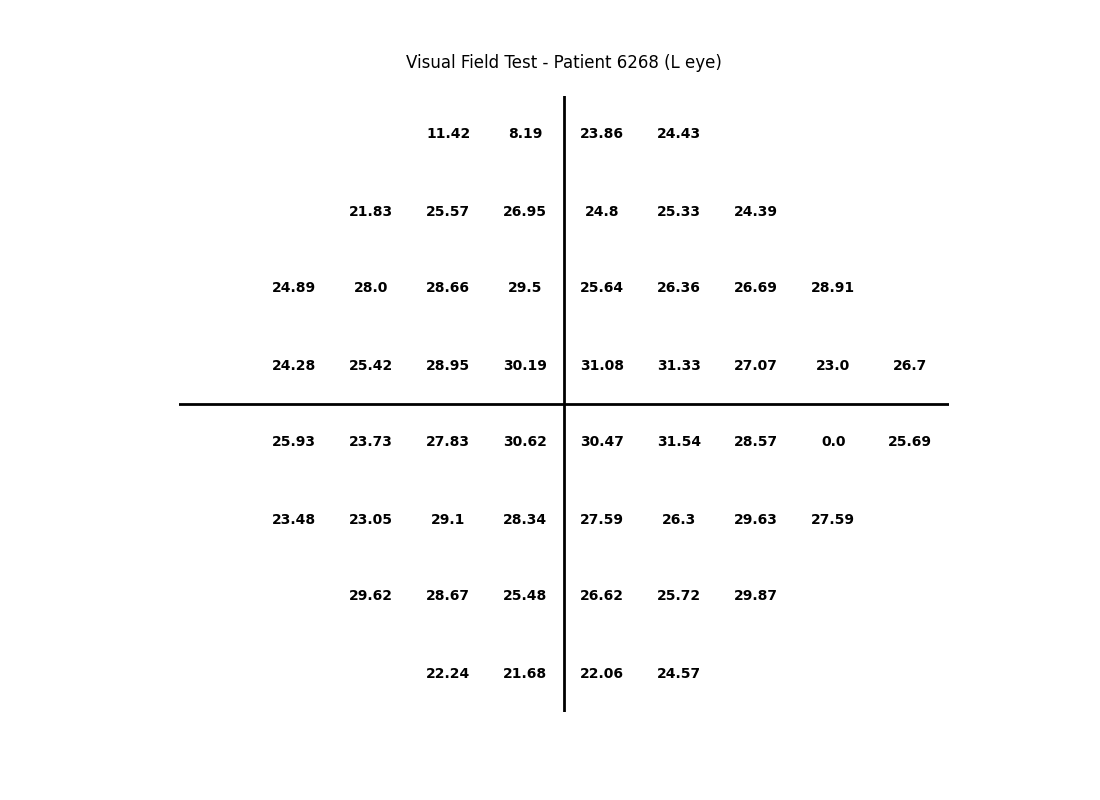 Visual Field Test - Patient 6268 (L eye)
11.42 8.19 23.86 24.43
21.83 25.57 26.95 24.8 25.33 24.39
24.89 28.0 28.66 29.5 25.64 26.36 26.69 28.91
24.28 25.42 28.95 30.19 31.08 31.33 27.07 23.0 26.7
25.93 23.73 27.83 30.62 30.47 31.54 28.57 0.0 25.69
23.48 23.05 29.1 28.34 27.59 26.3 29.63 27.59
29.62 28.67 25.48 26.62 25.72 29.87
22.24 21.68 22.06 24.57